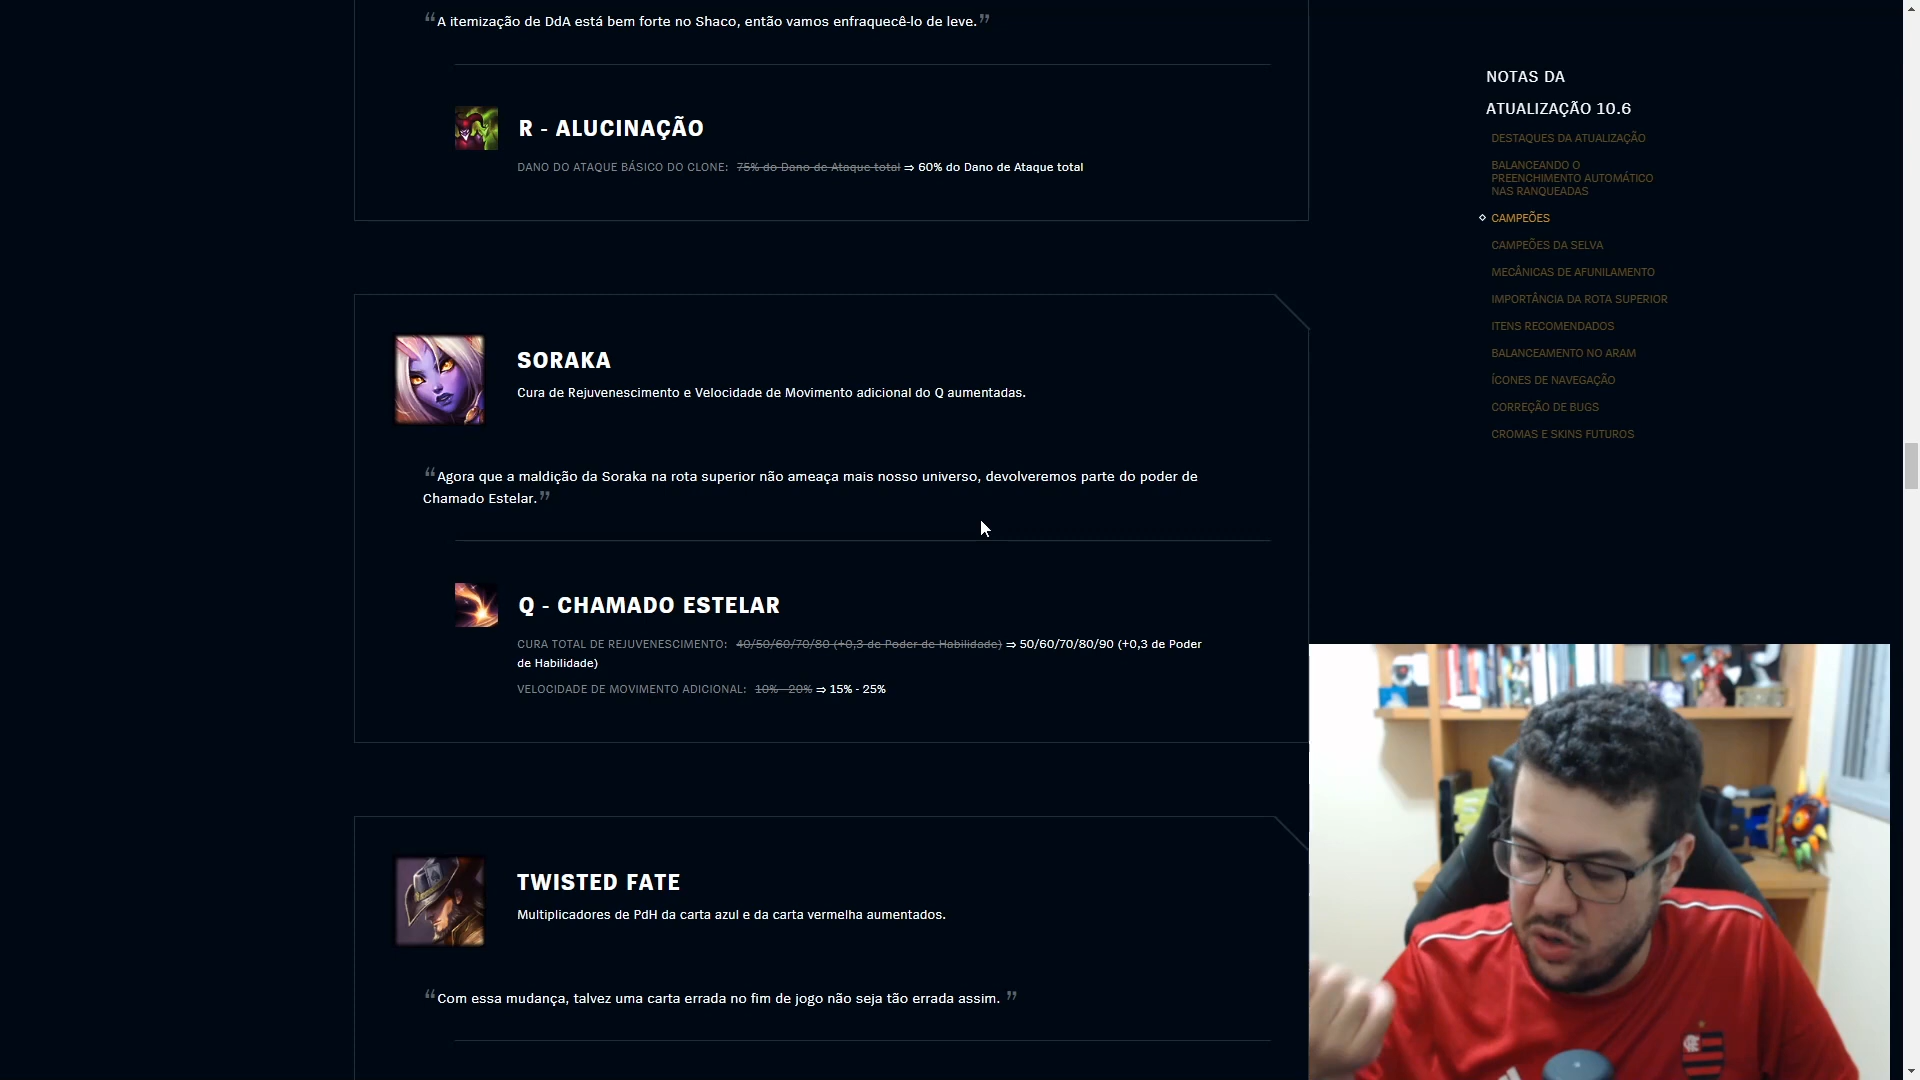 “A itemização de DdA está bem forte no Shaco, então vamos enfraquecê-lo de leve.”
R - ALUCINAÇÃO
DANO DO ATAQUE BÁSICO DO CLONE: 75% do Dano de Ataque total ⇒ 60% do Dano de Ataque total
SORAKA
Cura de Rejuvenescimento e Velocidade de Movimento adicional do Q aumentadas.
“Agora que a maldição da Soraka na rota superior não ameaça mais nosso universo, devolveremos parte do poder de
Chamado Estelar.”
Q - CHAMADO ESTELAR
CURA TOTAL DE REJUVENESCIMENTO: 40/50/60/70/80 (+0,3 de Poder de Habilidade) ⇒ 50/60/70/80/90 (+0,3 de Poder
de Habilidade)
VELOCIDADE DE MOVIMENTO ADICIONAL: 10% - 20% ⇒ 15% - 25%
TWISTED FATE
Multiplicadores de PdH da carta azul e da carta vermelha aumentados.
“Com essa mudança, talvez uma carta errada no fim de jogo não seja tão errada assim. ”
NOTAS DA
ATUALIZAÇÃO 10.6
DESTAQUES DA ATUALIZAÇÃO
BALANCEANDO O
PREENCHIMENTO AUTOMÁTICO
NAS RANQUEADAS
CAMPEÕES
CAMPEÕES DA SELVA
MECÂNICAS DE AFUNILAMENTO
IMPORTÂNCIA DA ROTA SUPERIOR
ITENS RECOMENDADOS
BALANCEAMENTO NO ARAM
ÍCONES DE NAVEGAÇÃO
CORREÇÃO DE BUGS
CROMAS E SKINS FUTUROS